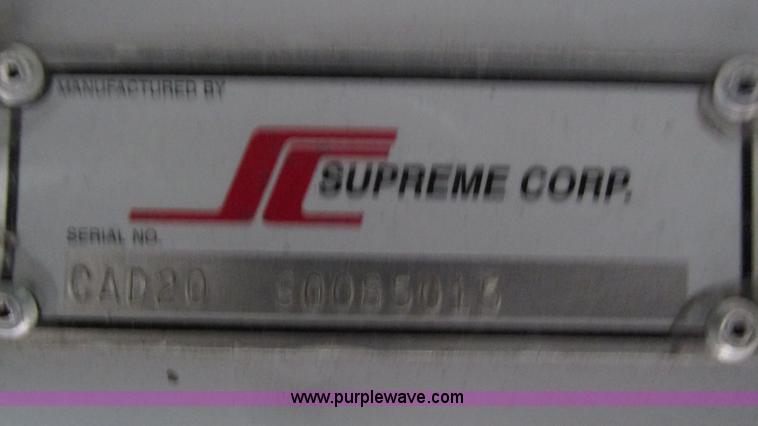 MANUFACTURED BY
SUPREME CORP.
SERIAL NO.
CAD20
www.purplewave.com